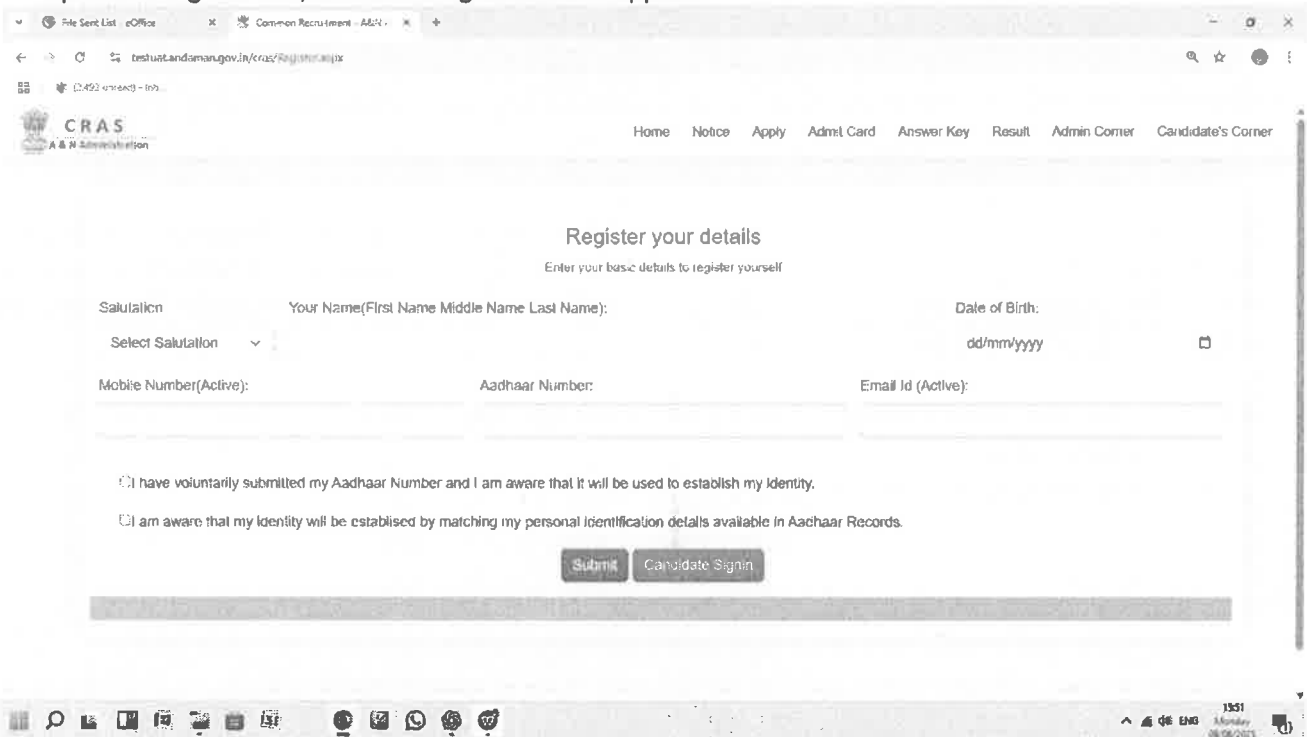 File Sent List - eOffice
Common Recruitment - A&N -
testuat.andaman.gov.in/cras/Register.aspx
CRAS
A & N Administration
Home Notice Apply Admit Card Answer Key Result Admin Corner Candidate's Corner
Register your details
Enter your basic details to register yourself
Salutation Your Name(First Name Middle Name Last Name): Date of Birth:
Select Salutation dd/mm/yyyy
Mobile Number(Active): Aadhaar Number: Email Id (Active):
I have voluntarily submitted my Aadhaar Number and I am aware that it will be used to establish my identity.
I am aware that my identity will be establised by matching my personal identification details available in Aadhaar Records.
Submit Candidate Signin
ENG
Monday